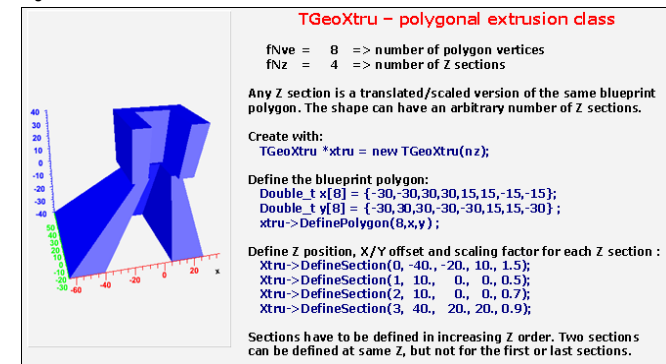 TGeoXtru – polygonal extrusion class
fNve = 8 => number of polygon vertices
fNz = 4 => number of Z sections
Any Z section is a translated/scaled version of the same blueprint
polygon. The shape can have an arbitrary number of Z sections.
Create with:
TGeoXtru *xtru = new TGeoXtru(nz);
Define the blueprint polygon:
Double_t x[8] = {-30,-30,30,30,15,15,-15,-15};
Double_t y[8] = {-30,30,30,-30,-30,15,15,-30} ;
xtru->DefinePolygon(8,x,y) ;
Define Z position, X/Y offset and scaling factor for each Z section :
Xtru->DefineSection(0, -40., -20., 10., 1.5);
Xtru->DefineSection(1, 10., 0., 0., 0.5);
Xtru->DefineSection(2, 10., 0., 0., 0.7);
Xtru->DefineSection(3, 40., 20., 20., 0.9);
Sections have to be defined in increasing Z order. Two sections
can be defined at same Z, but not for the first or last sections.
40
30
20
10
0
-10
-20
-30
-40
50
40
30
20
10
0
-10
-20
-30
-60
-40
-20
0
20
40
x